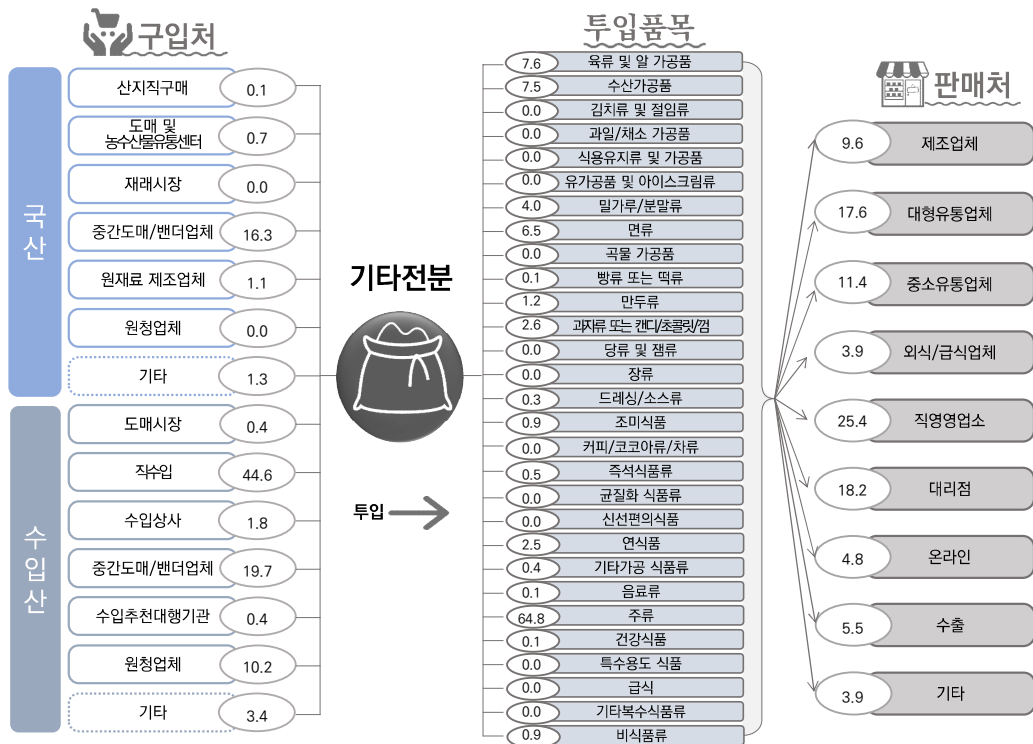 구입처
국산
산지직구매 0.1
도매 및
농수산물유통센터 0.7
재래시장 0.0
중간도매/밴더업체 16.3
원재료 제조업체 1.1
원청업체 0.0
기타 1.3
수입산
도매시장 0.4
직수입 44.6
수입상사 1.8
중간도매/밴더업체 19.7
수입추천대행기관 0.4
원청업체 10.2
기타 3.4
기타전분
투입
투입품목
7.6 육류 및 알 가공품
7.5 수산가공품
0.0 김치류 및 절임류
0.0 과일/채소 가공품
0.0 식용유지류 및 가공품
0.0 유가공품 및 아이스크림류
4.0 밀가루/분말류
6.5 면류
0.0 곡물 가공품
0.1 빵류 또는 떡류
1.2 만두류
2.6 과자류 또는 캔디/초콜릿/껌
0.0 당류 및 잼류
0.0 장류
0.3 드레싱/소스류
0.9 조미식품
0.0 커피/코코아류/차류
0.5 즉석식품류
0.0 균질화 식품류
0.0 신선편의식품
2.5 연식품
0.4 기타가공 식품류
0.1 음료류
64.8 주류
0.1 건강식품
0.0 특수용도 식품
0.0 급식
0.0 기타복수식품류
0.9 비식품류
판매처
9.6 제조업체
17.6 대형유통업체
11.4 중소유통업체
3.9 외식/급식업체
25.4 직영영업소
18.2 대리점
4.8 온라인
5.5 수출
3.9 기타